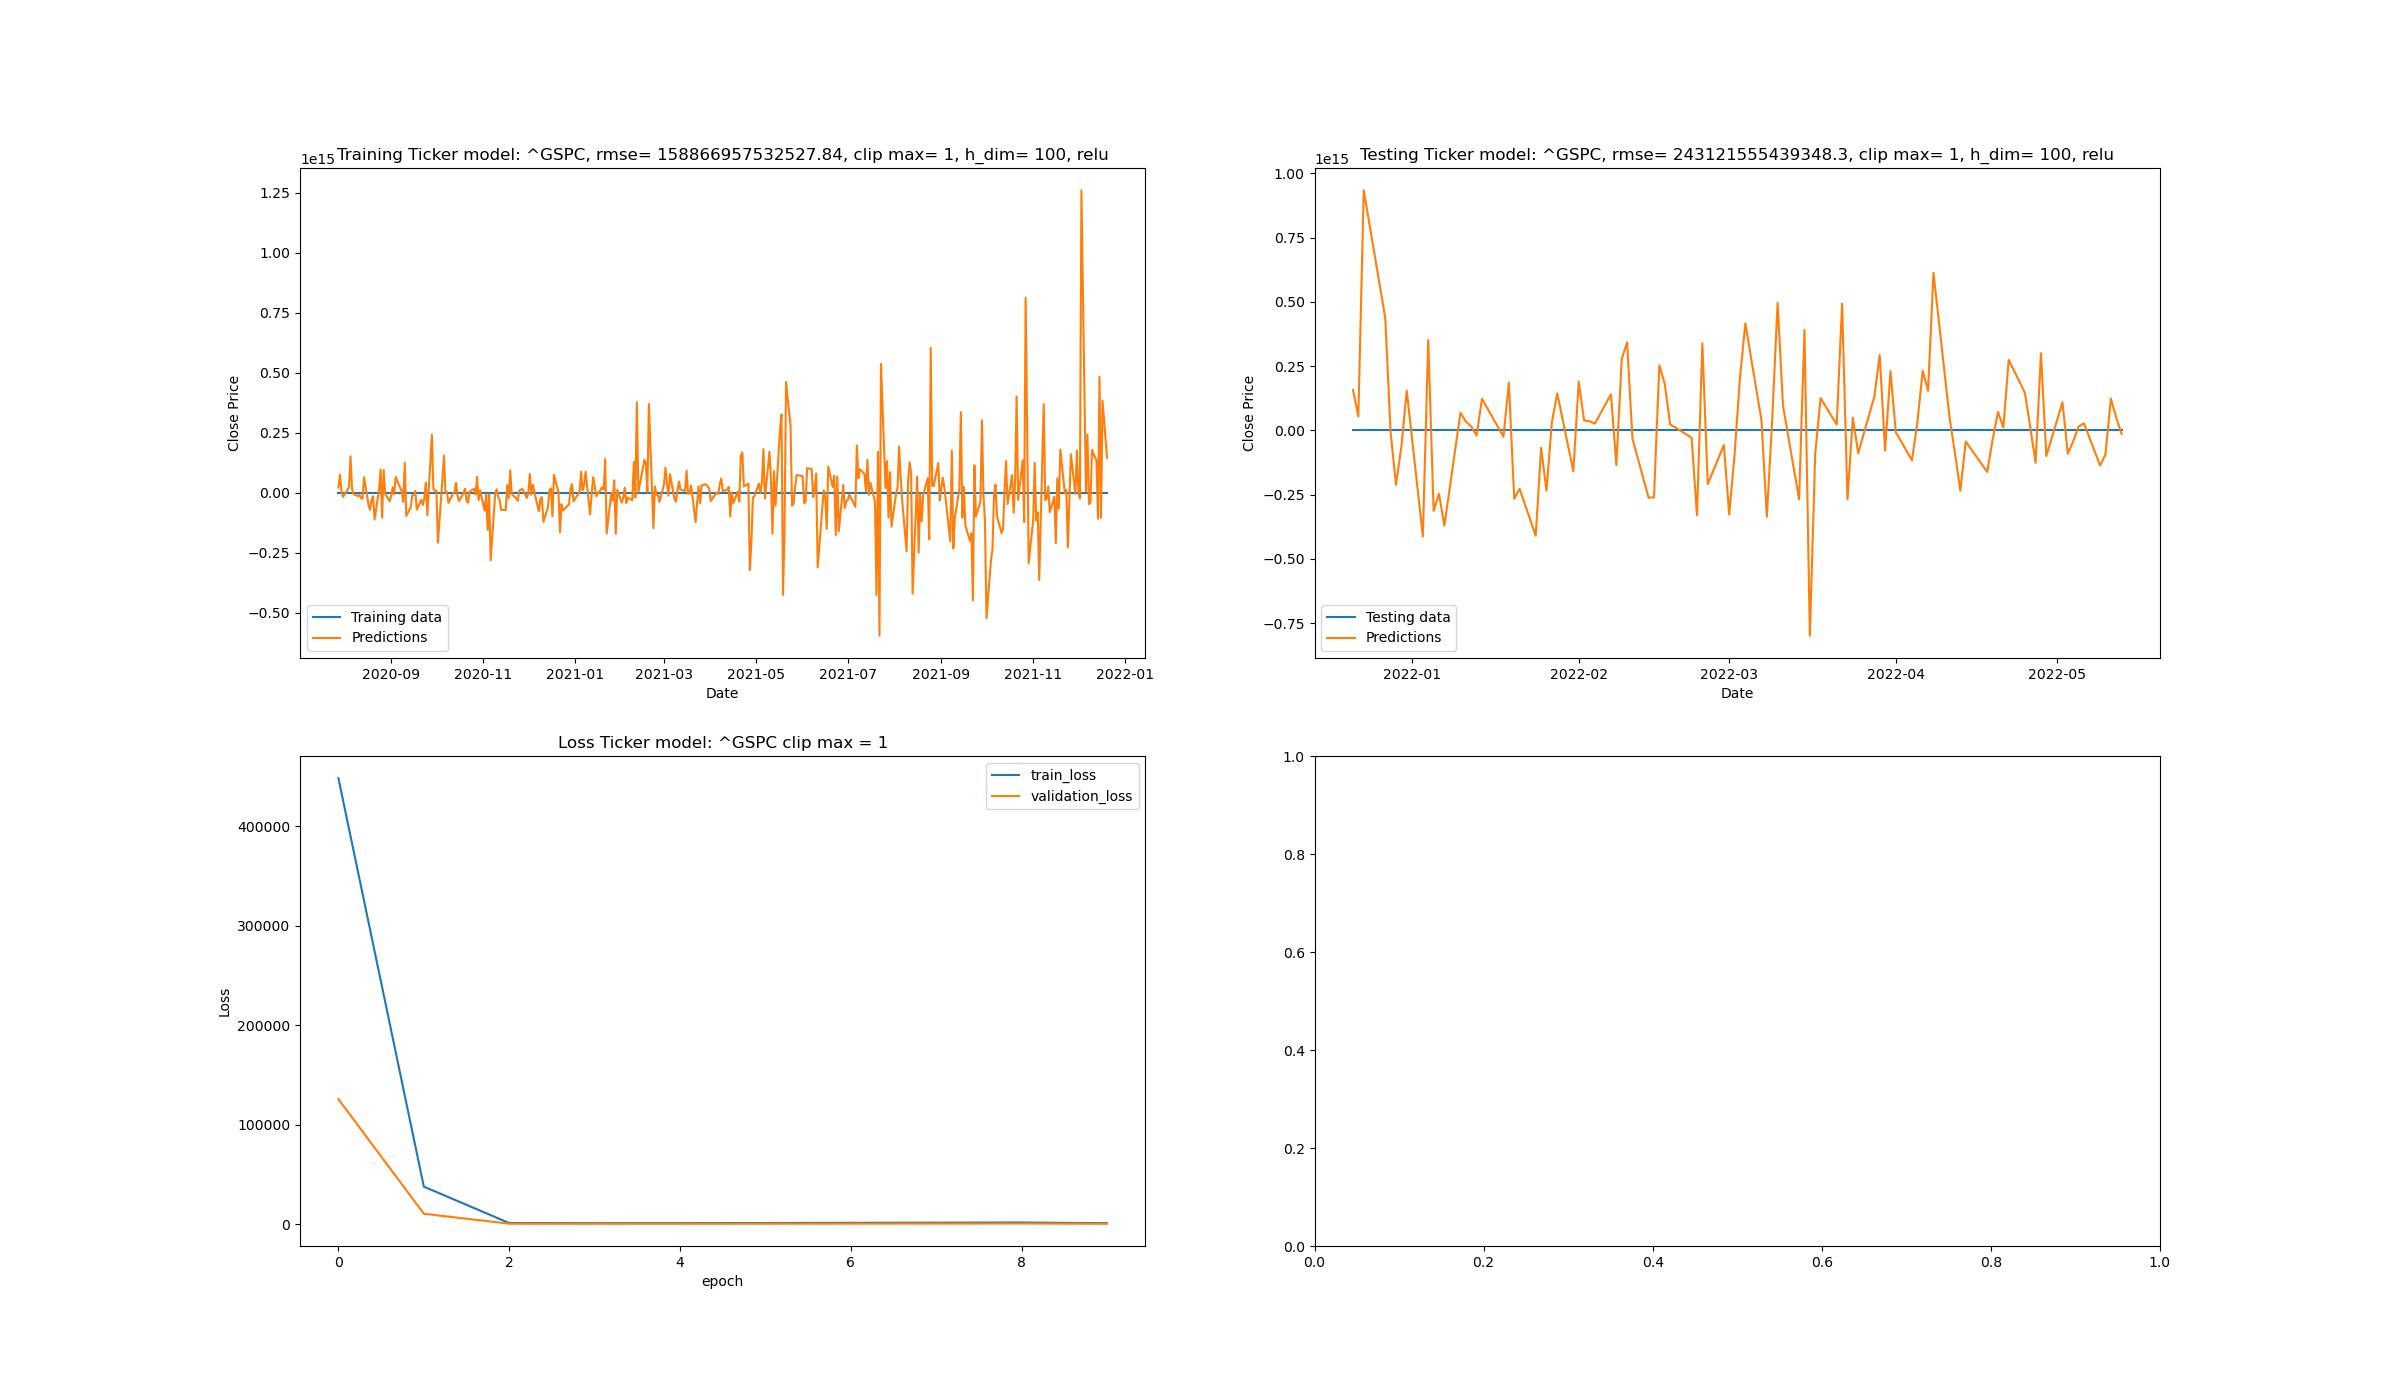 1e15
Training Ticker model: ^GSPC, rmse= 158866957532527.84, clip max= 1, h_dim= 100, relu
1.25
1.00
0.75
0.50
0.25
0.00
−0.25
−0.50
Close Price
Training data
Predictions
2020-09 2020-11 2021-01 2021-03 2021-05 2021-07 2021-09 2021-11 2022-01
Date
1e15
Testing Ticker model: ^GSPC, rmse= 243121555439348.3, clip max= 1, h_dim= 100, relu
1.00
0.75
0.50
0.25
0.00
−0.25
−0.50
−0.75
Close Price
Testing data
Predictions
2022-01 2022-02 2022-03 2022-04 2022-05
Date
Loss Ticker model: ^GSPC clip max = 1
train_loss
validation_loss
400000
300000
200000
100000
0
Loss
0 2 4 6 8
epoch
1.0
0.8
0.6
0.4
0.2
0.0
0.0 0.2 0.4 0.6 0.8 1.0